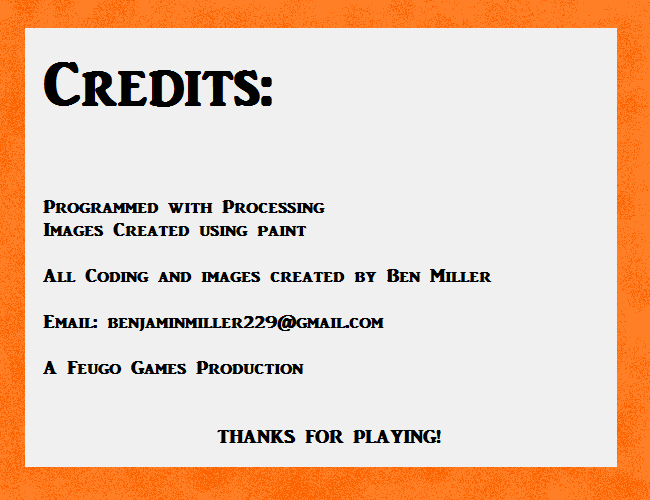 Credits:
Programmed with Processing
Images Created using paint
All Coding and images created by Ben Miller
Email: benjaminmiller229@gmail.com
A Feugo Games Production
THANKS FOR PLAYING!